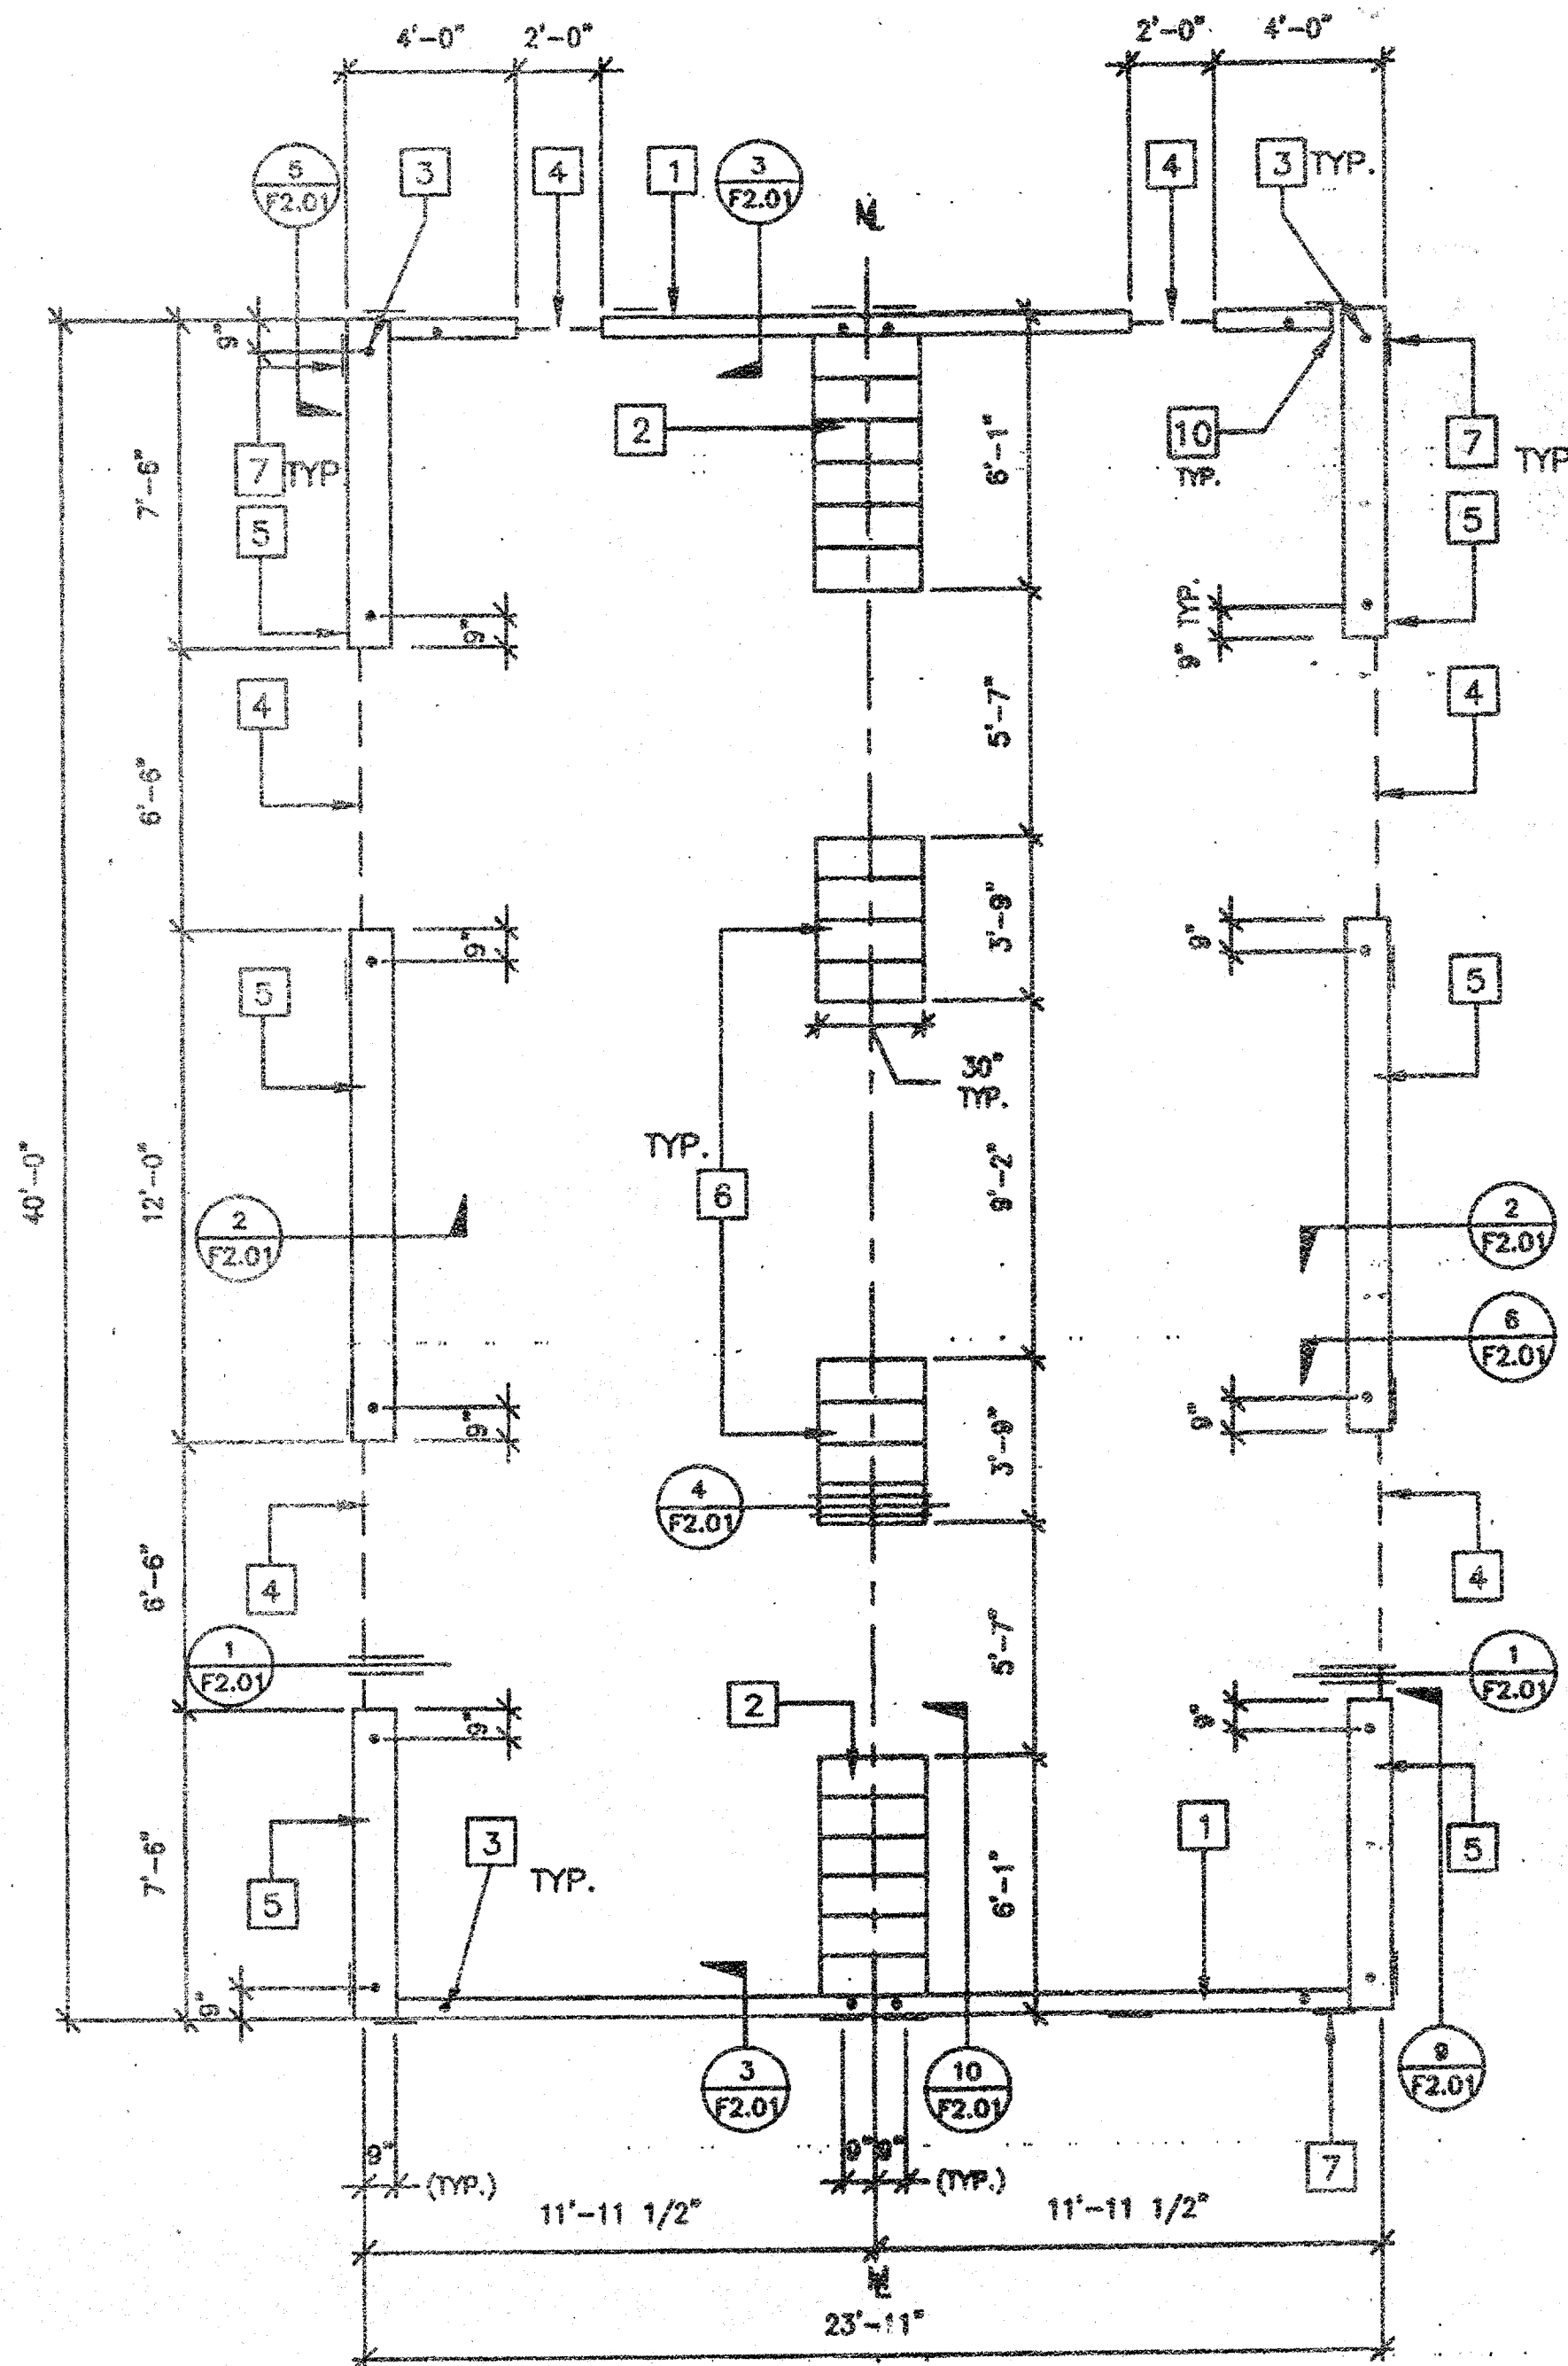 4'-0" 2'-0" 2'-0" 4'-0"
5
F2.01
3
4
1
3
F2.01
4
3 TYP.
9"
7 TYP.
5
7'-6"
2
6'-1"
10
TYP.
7 TYP
5
9"
9" TYP.
4
4
6'-6"
5'-7"
3'-9"
9"
9"
5
5
30"
TYP.
40'-0"
12'-0"
TYP.
6
9'-2"
2
F2.01
2
F2.01
6
F2.01
9"
9"
3'-9"
4
F2.01
4
4
6'-6"
5'-7"
1
F2.01
1
F2.01
2
9"
9"
1
5
3 TYP.
5
7'-6"
6'-1"
9"
3
F2.01
10
F2.01
9
F2.01
7
9" (TYP.)
9" 9" (TYP.)
11'-11 1/2" 11'-11 1/2"
23'-11"